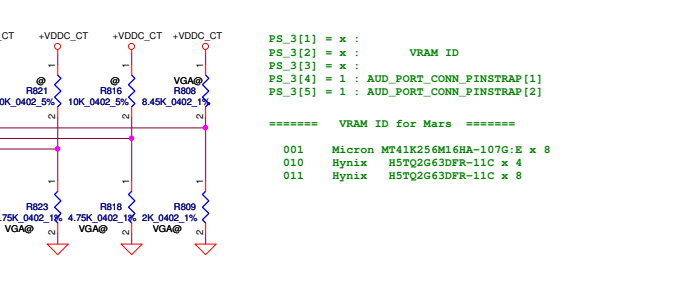 _CT +VDDC_CT +VDDC_CT +VDDC_CT
1 1 1
@ @ VGA@
R821 R816 R808
0K_0402_5% 10K_0402_5% 8.45K_0402_1%
2 2 2
1 1 1
R823 R818 R809
.75K_0402_1% 4.75K_0402_1% 2K_0402_1%
VGA@ VGA@ VGA@
2 2 2
PS_3[1] = x :
PS_3[2] = x : VRAM ID
PS_3[3] = x :
PS_3[4] = 1 : AUD_PORT_CONN_PINSTRAP[1]
PS_3[5] = 1 : AUD_PORT_CONN_PINSTRAP[2]
======= VRAM ID for Mars =======
001 Micron MT41K256M16HA-107G:E x 8
010 Hynix H5TQ2G63DFR-11C x 4
011 Hynix H5TQ2G63DFR-11C x 8